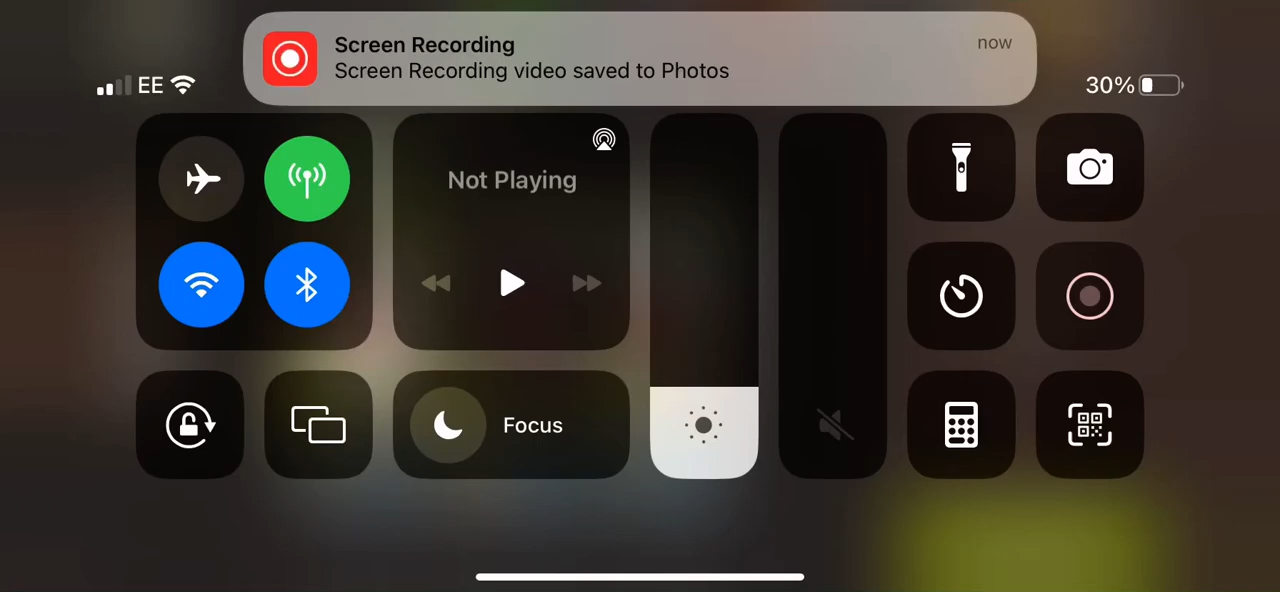 Screen Recording
now
Screen Recording video saved to Photos
EE
30%
Not Playing
Focus